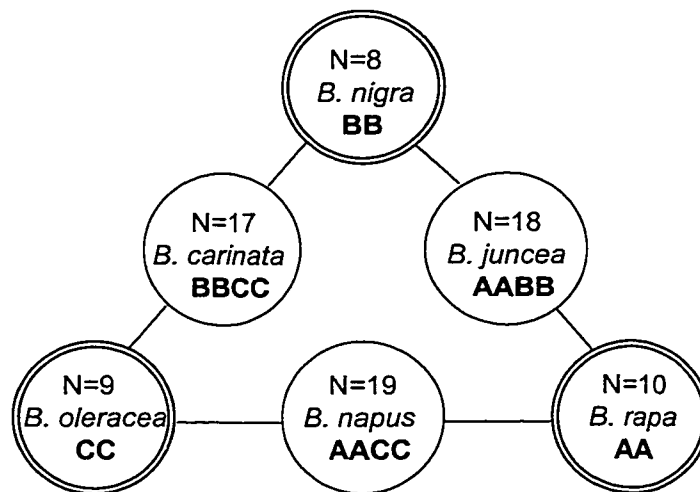 N=8
B. nigra
BB
N=17
B. carinata
BBCC
N=18
B. juncea
AABB
N=9
B. oleracea
CC
N=19
B. napus
AACC
N=10
B. rapa
AA